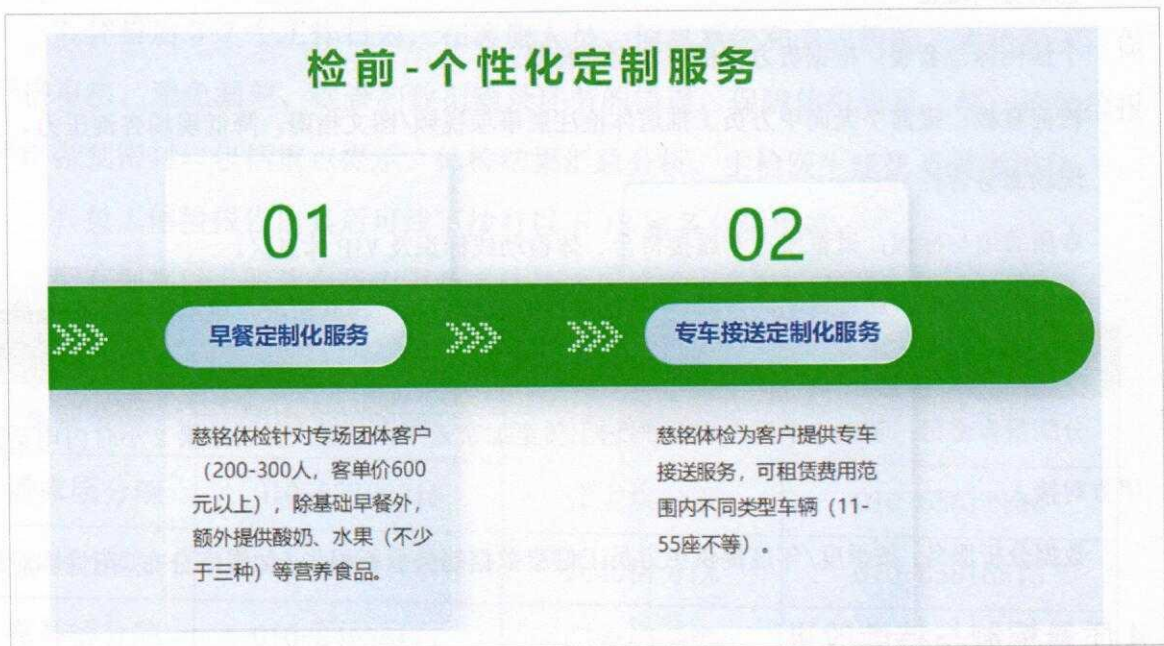 检前-个性化定制服务
01
02
早餐定制化服务
专车接送定制化服务
慈铭体检针对专场团体客户
（200-300人，客单价600
元以上），除基础早餐外，
额外提供酸奶、水果（不少
于三种）等营养食品。
慈铭体检为客户提供专车
接送服务，可租赁费用范
围内不同类型车辆（11-
55座不等）。